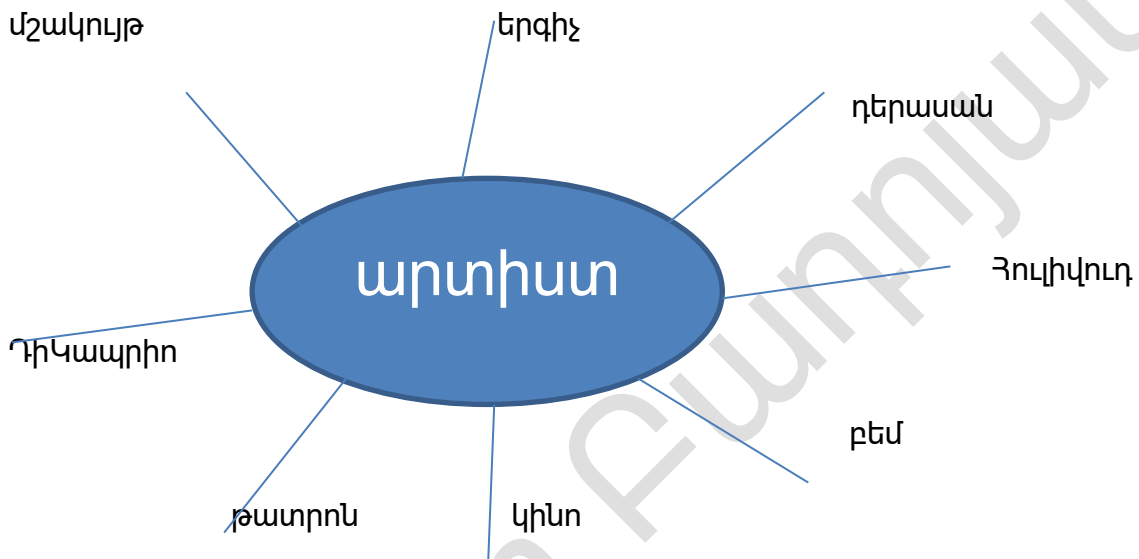 մշակույթ
երգիչ
դերասան
արտիստ
Հոլիվուդ
ԴիԿապրիո
բեմ
թատրոն
կինո